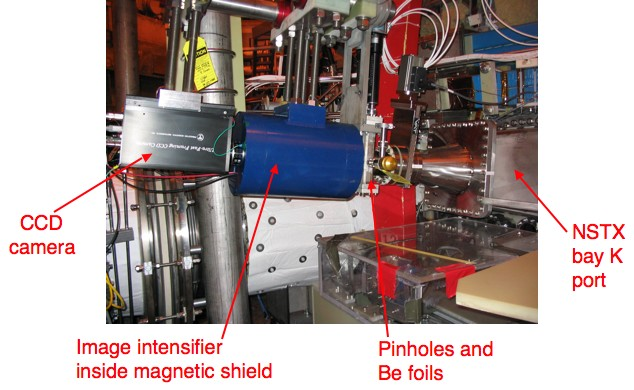 Ultra-Fast Framing CCD Camera
CCD
camera
NSTX
bay K
port
Image intensifier
inside magnetic shield
Pinholes and
Be foils